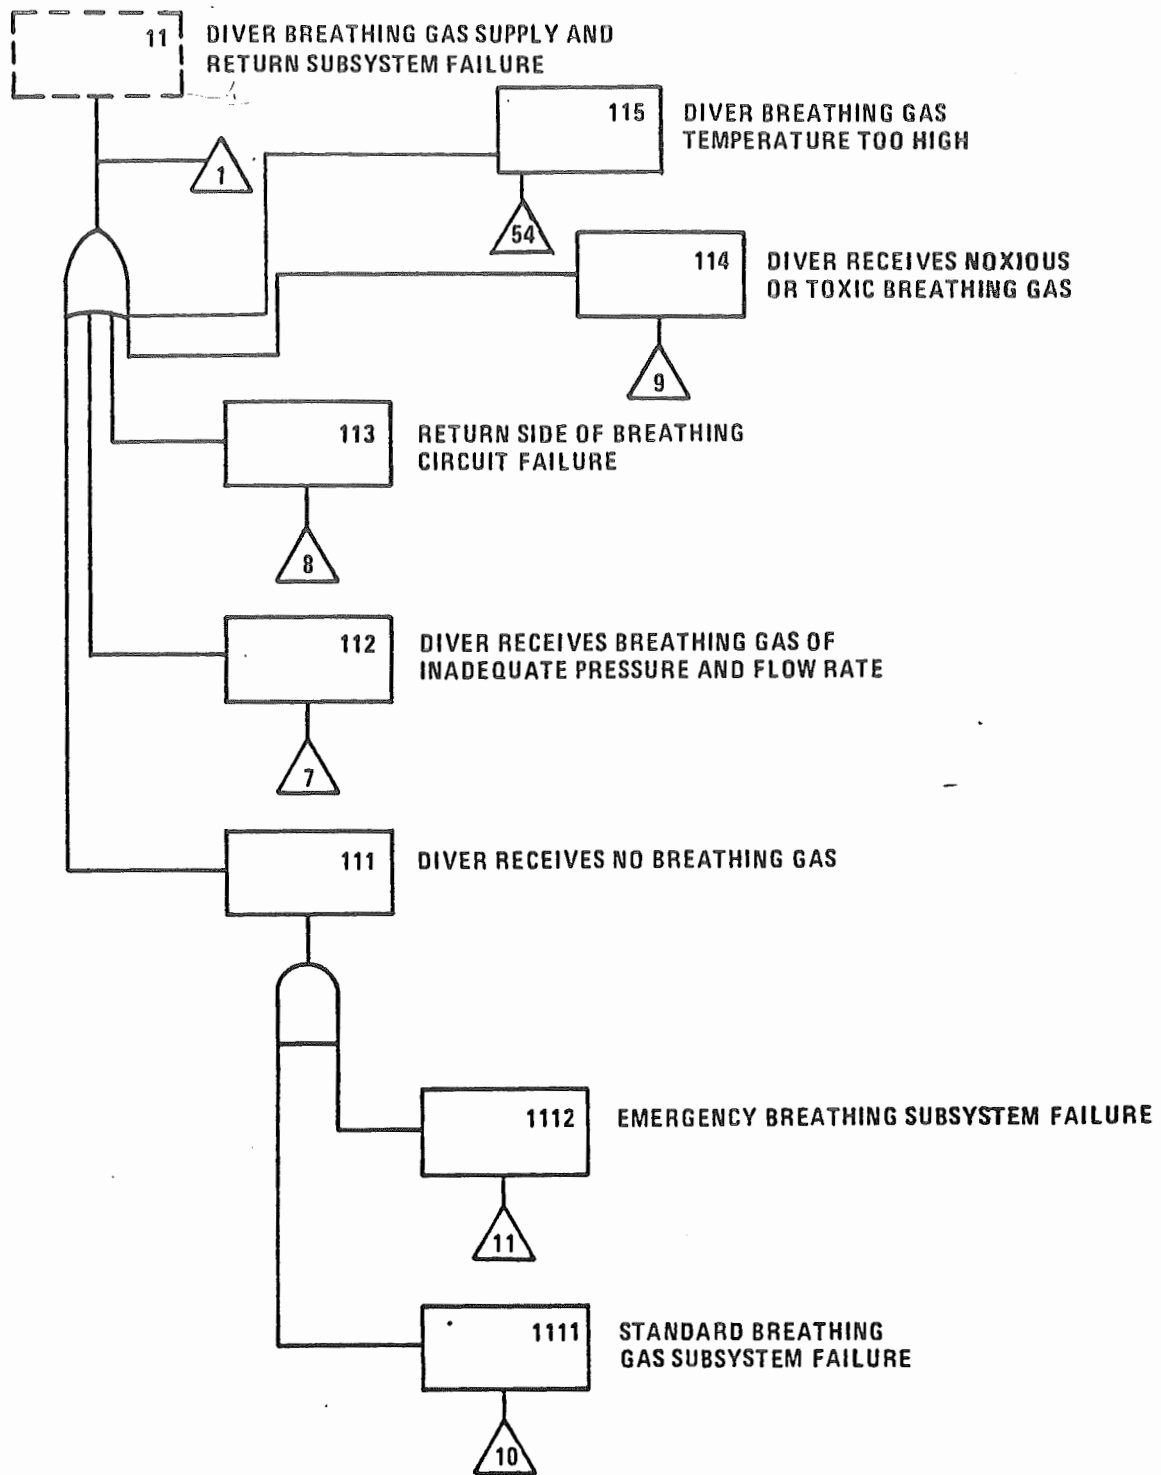 11
DIVER BREATHING GAS SUPPLY AND
RETURN SUBSYSTEM FAILURE
1
115
DIVER BREATHING GAS
TEMPERATURE TOO HIGH
54
114
DIVER RECEIVES NOXIOUS
OR TOXIC BREATHING GAS
9
113
RETURN SIDE OF BREATHING
CIRCUIT FAILURE
8
112
DIVER RECEIVES BREATHING GAS OF
INADEQUATE PRESSURE AND FLOW RATE
7
111
DIVER RECEIVES NO BREATHING GAS
1112
EMERGENCY BREATHING SUBSYSTEM FAILURE
11
1111
STANDARD BREATHING
GAS SUBSYSTEM FAILURE
10